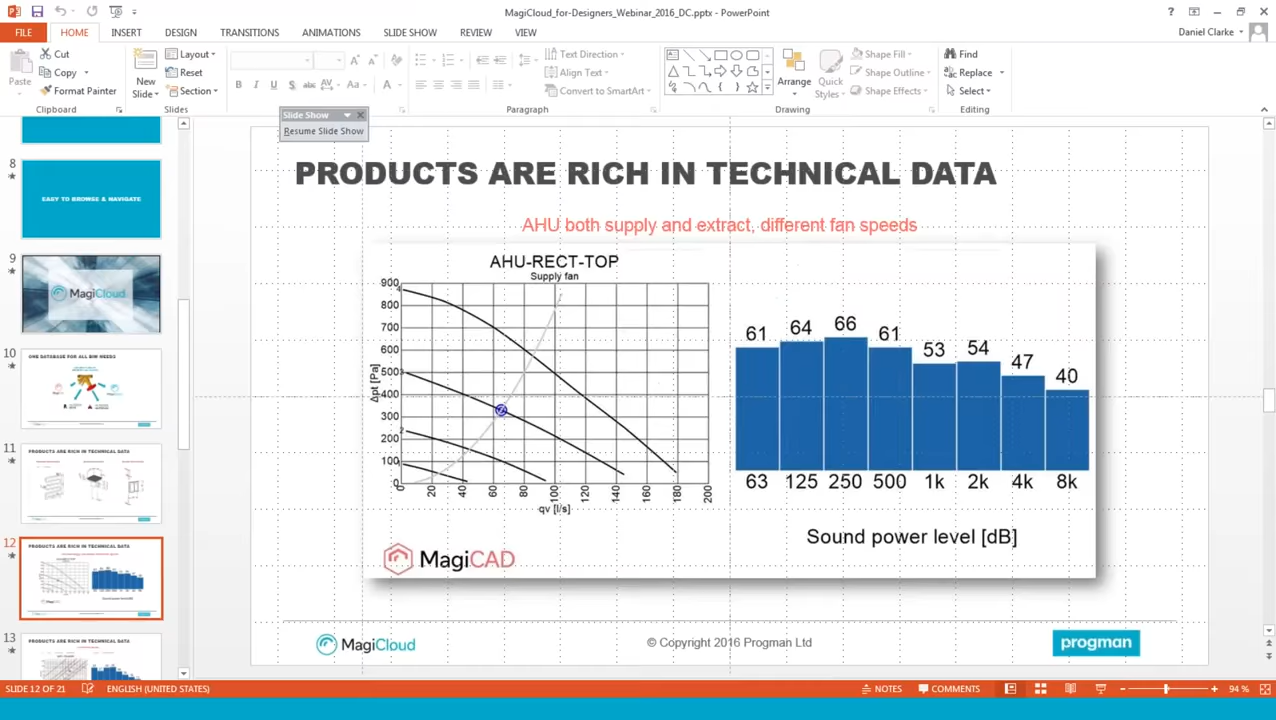 MagiCloud_for-Designers_Webinar_2016_DC.pptx - PowerPoint
FILE HOME INSERT DESIGN TRANSITIONS ANIMATIONS SLIDE SHOW REVIEW VIEW Daniel Clarke
Cut
Copy
Format Painter
Paste
Clipboard
New
Slide
Layout
Reset
Section
Slides
Text Direction
Align Text
Convert to SmartArt
Paragraph
Arrange
Quick
Styles
Shape Fill
Shape Outline
Shape Effects
Drawing
Find
Replace
Select
Editing
Slide Show
Resume Slide Show
8
EASY TO BROWSE & NAVIGATE
9
MagiCloud
10
ONE DATABASE FOR ALL BIM NEEDS
11
PRODUCTS ARE RICH IN TECHNICAL DATA
12
PRODUCTS ARE RICH IN TECHNICAL DATA
13
PRODUCTS ARE RICH IN TECHNICAL DATA
PRODUCTS ARE RICH IN TECHNICAL DATA
AHU both supply and extract, different fan speeds
AHU-RECT-TOP
Supply fan
900
800
700
600
500
400
300
200
100
0
Δpt [Pa]
4
3
2
0 20 40 60 80 100 120 140 160 180 200
qv [l/s]
61 64 66 61 53 54 47 40
63 125 250 500 1k 2k 4k 8k
Sound power level [dB]
MagiCAD
MagiCloud
© Copyright 2016 Progman Ltd
progman
SLIDE 12 OF 21 ENGLISH (UNITED STATES) NOTES COMMENTS 94 %